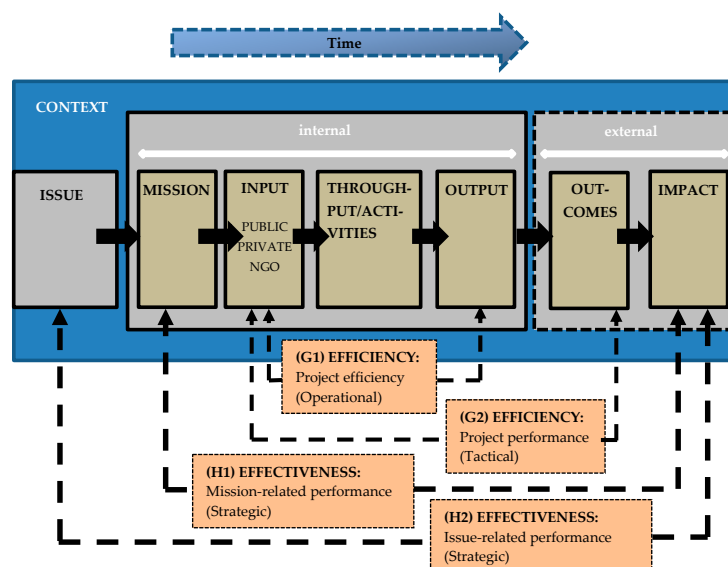 Time
CONTEXT
internal
external
ISSUE
MISSION
INPUT
PUBLIC
PRIVATE
NGO
THROUGH-
PUT/ACTI-
VITIES
OUTPUT
OUT-
COMES
IMPACT
(G1) EFFICIENCY:
Project efficiency
(Operational)
(G2) EFFICIENCY:
Project performance
(Tactical)
(H1) EFFECTIVENESS:
Mission-related performance
(Strategic)
(H2) EFFECTIVENESS:
Issue-related performance
(Strategic)